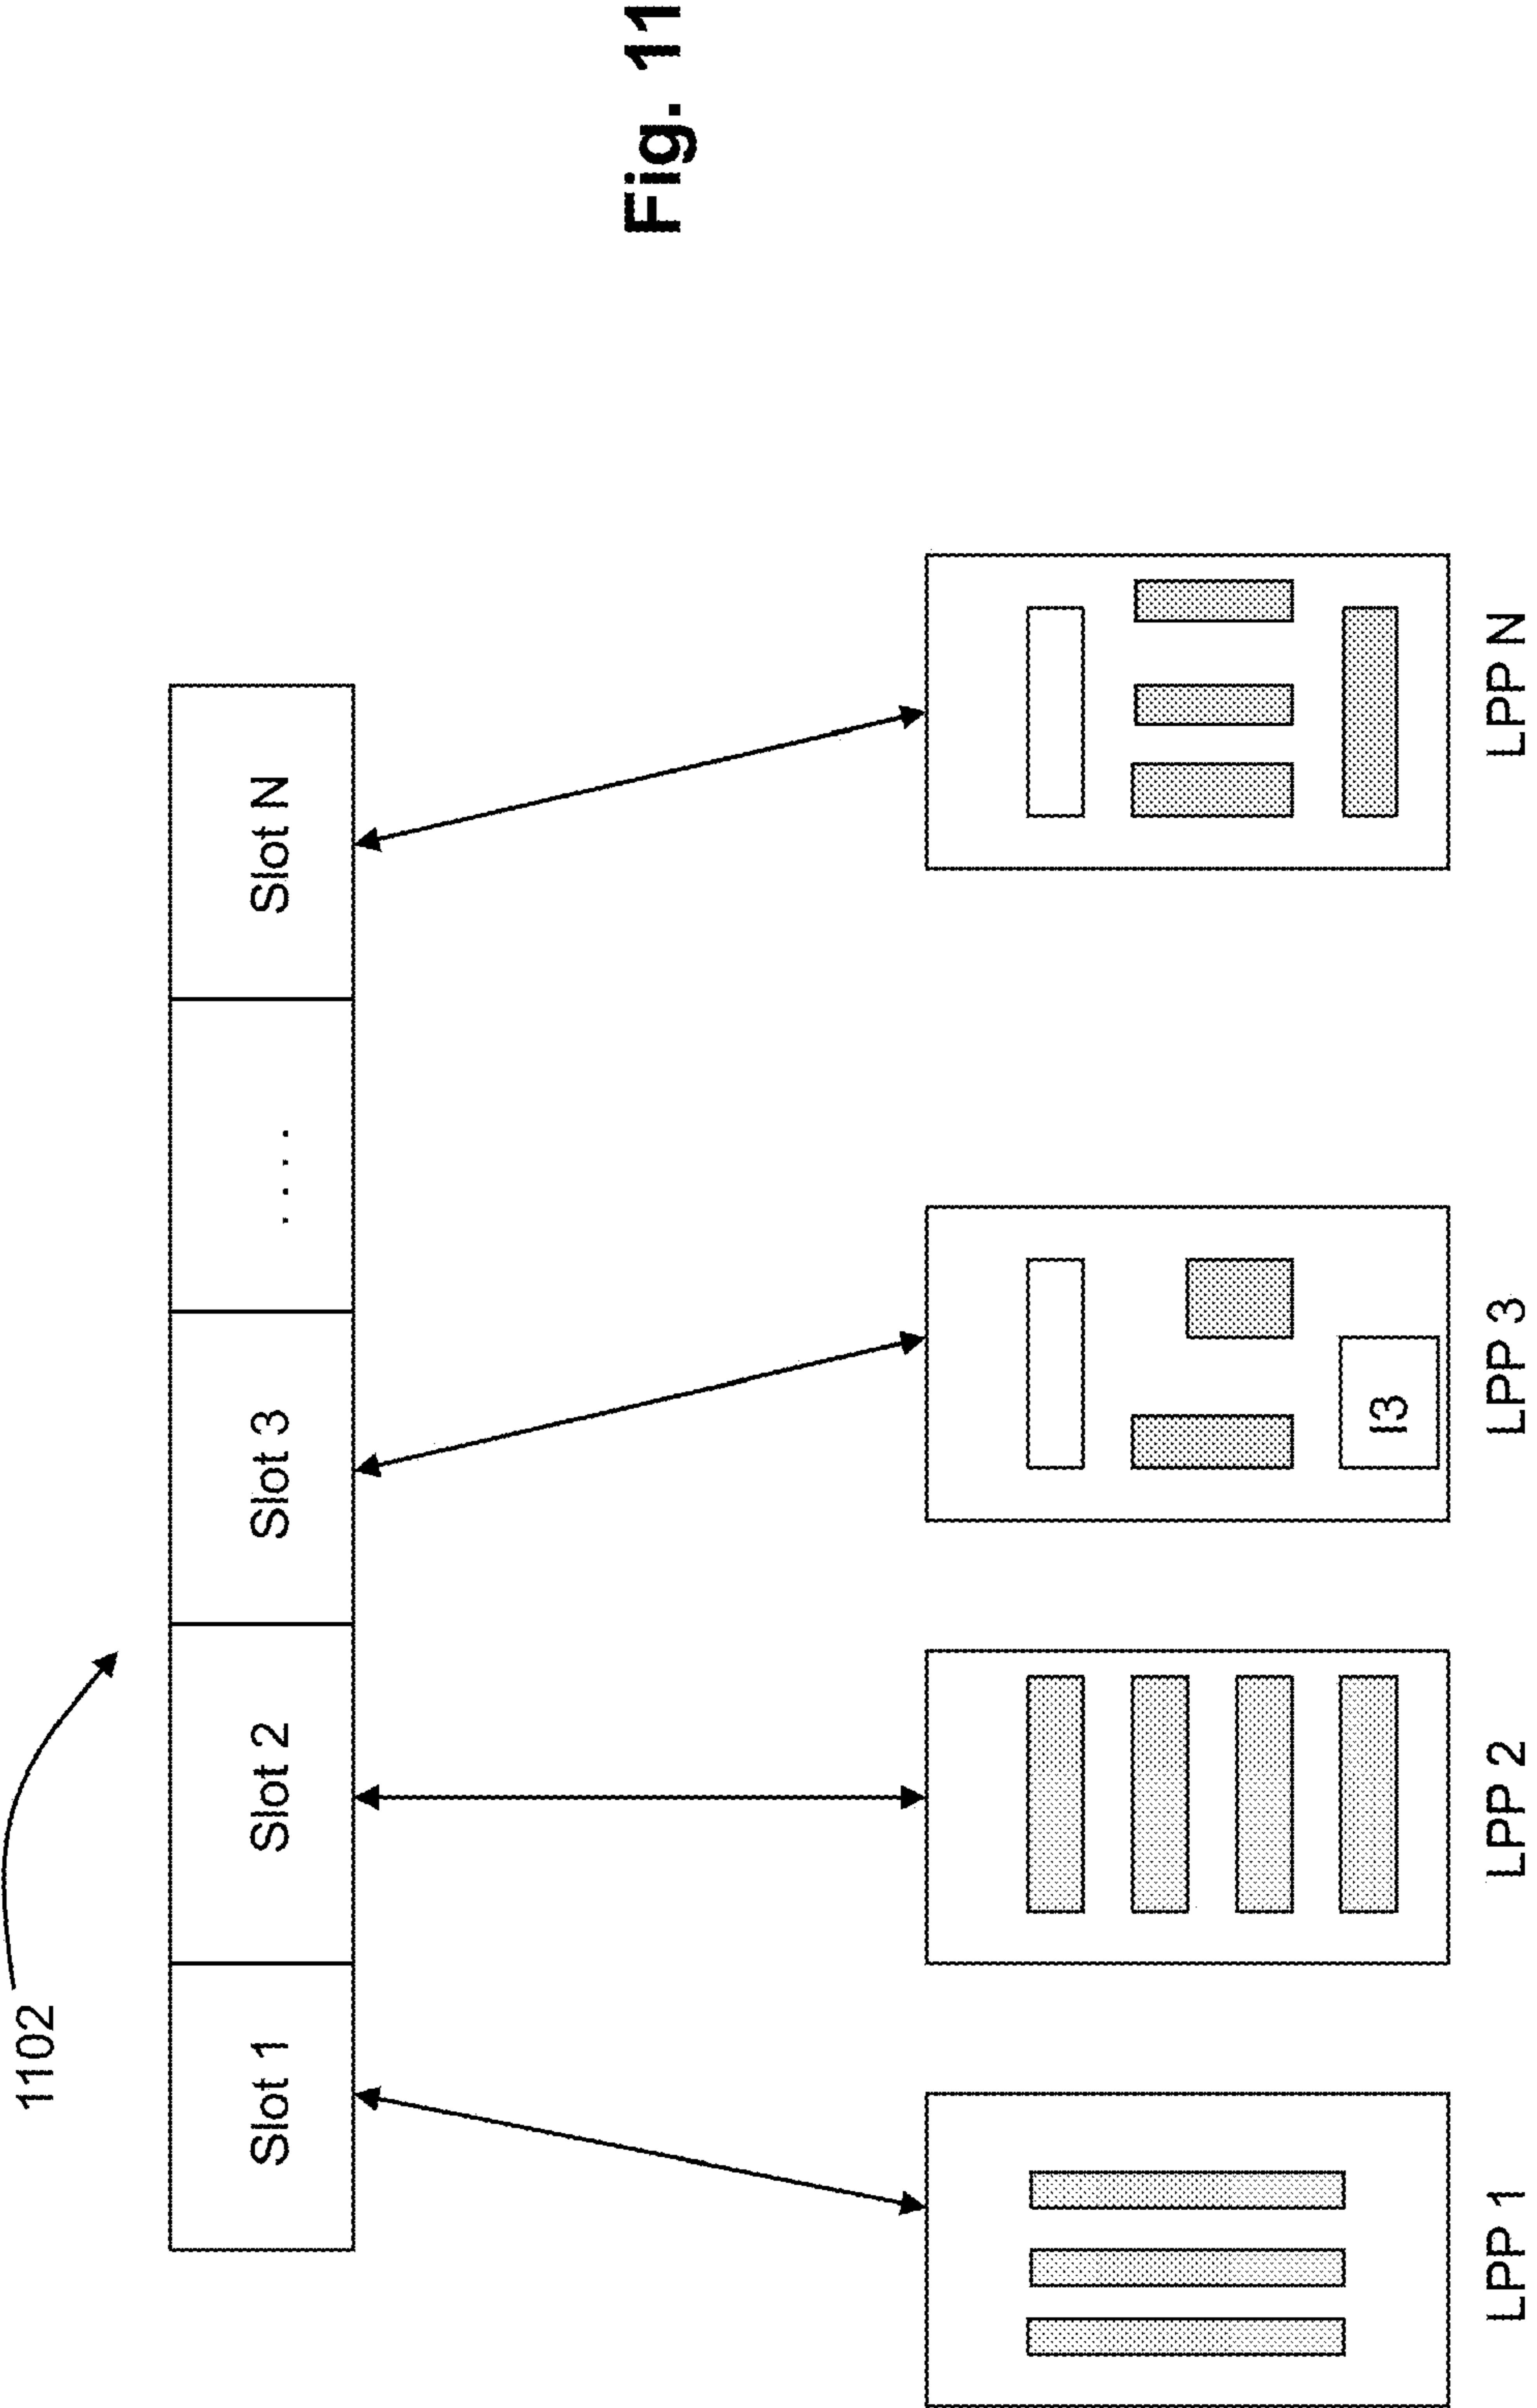 1102
Slot 1
Slot 2
Slot 3
. . . .
Slot N
I3
LPP 1
LPP 2
LPP 3
LPP N
Fig. 11